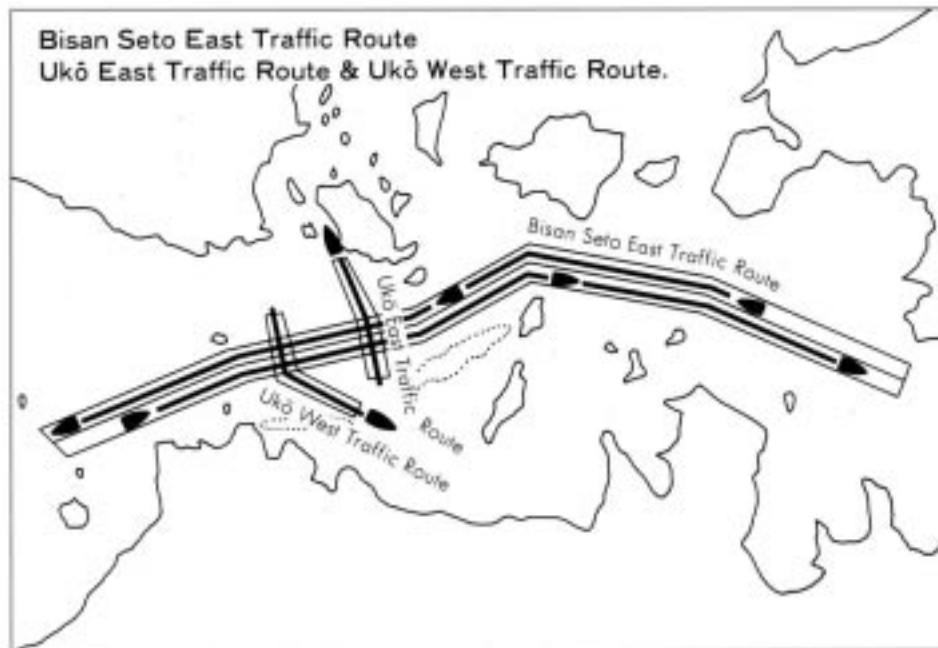 Bisan Seto East Traffic Route
Ukō East Traffic Route & Ukō West Traffic Route.
Bisan Seto East Traffic Route
Ukō East Traffic Route
Ukō West Traffic Route